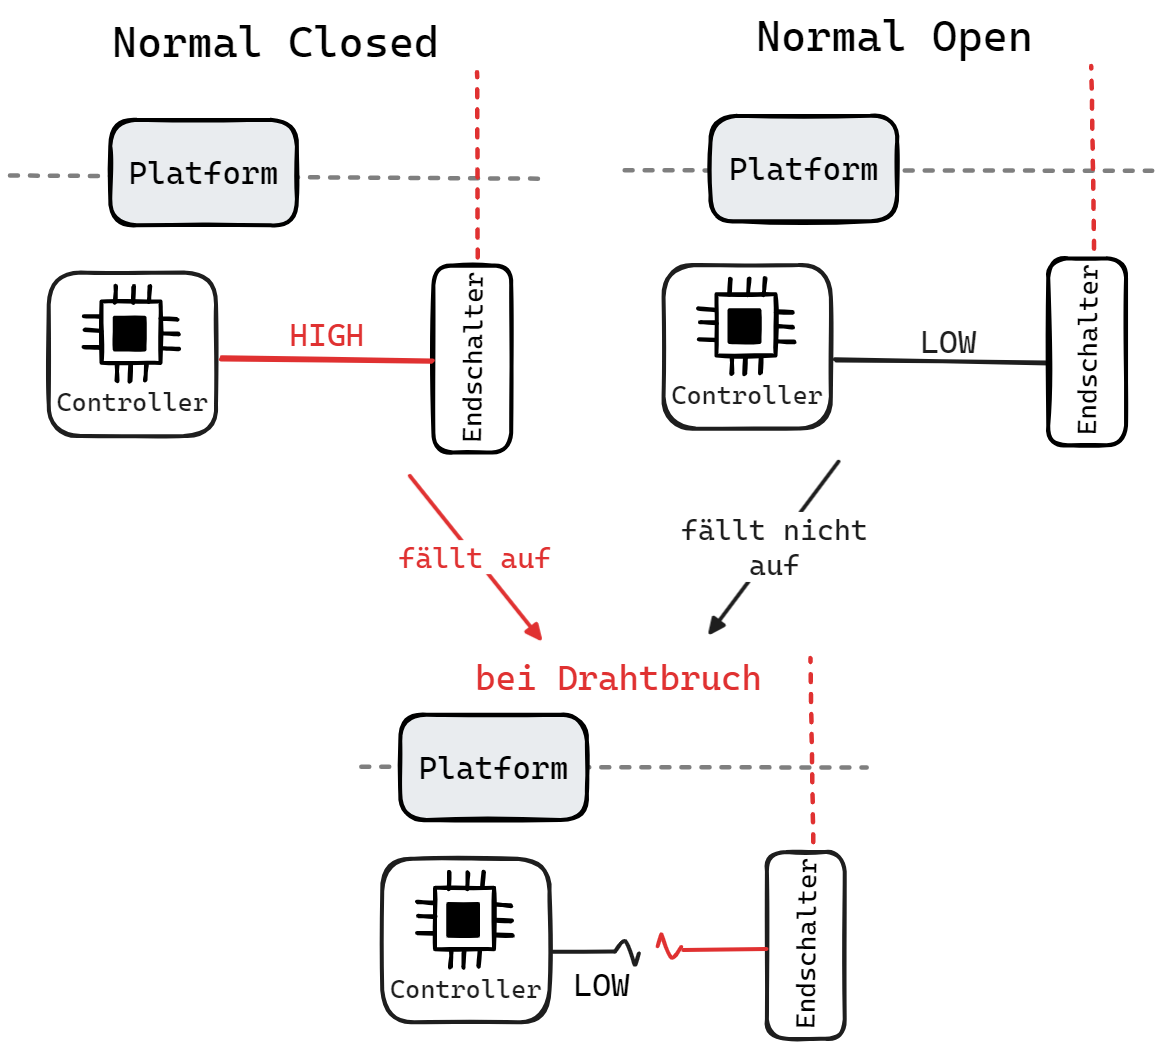 Normal Closed
Platform
HIGH
Controller
Endschalter
Normal Open
Platform
LOW
Controller
Endschalter
fällt auf
fällt nicht
auf
bei Drahtbruch
Platform
Controller
LOW
Endschalter